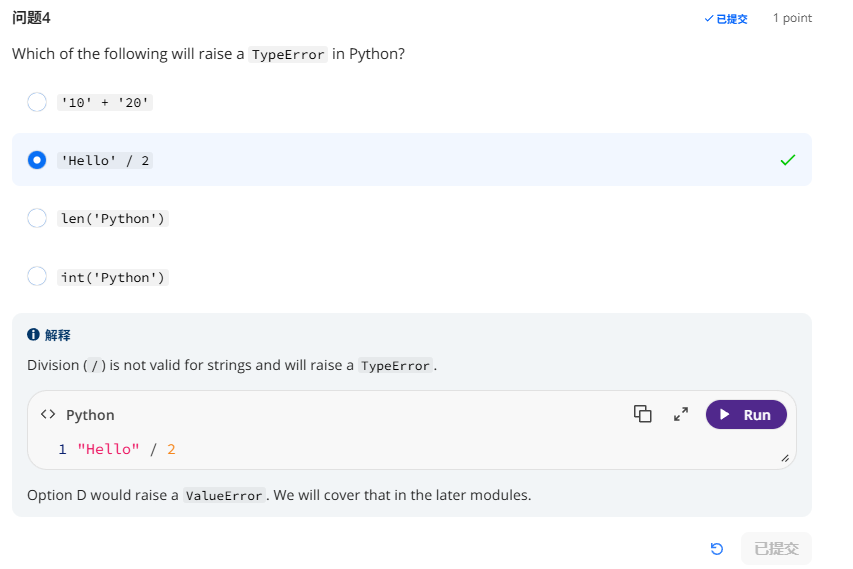 问题4
已提交 1 point
Which of the following will raise a TypeError in Python?
'10' + '20'
'Hello' / 2
len('Python')
int('Python')
解释
Division (/) is not valid for strings and will raise a TypeError.
<> Python Run
1 "Hello" / 2
Option D would raise a ValueError. We will cover that in the later modules.
已提交